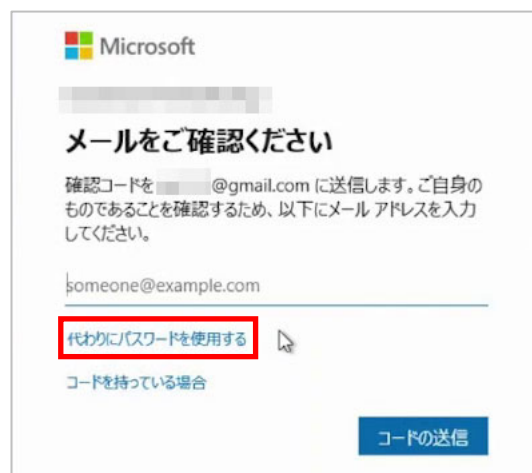 Microsoft
メールをご確認ください
確認コードを @gmail.com に送信します。ご自身の
ものであることを確認するため、以下にメール アドレスを入力
してください。
someone@example.com
代わりにパスワードを使用する
コードを持っている場合
コードの送信